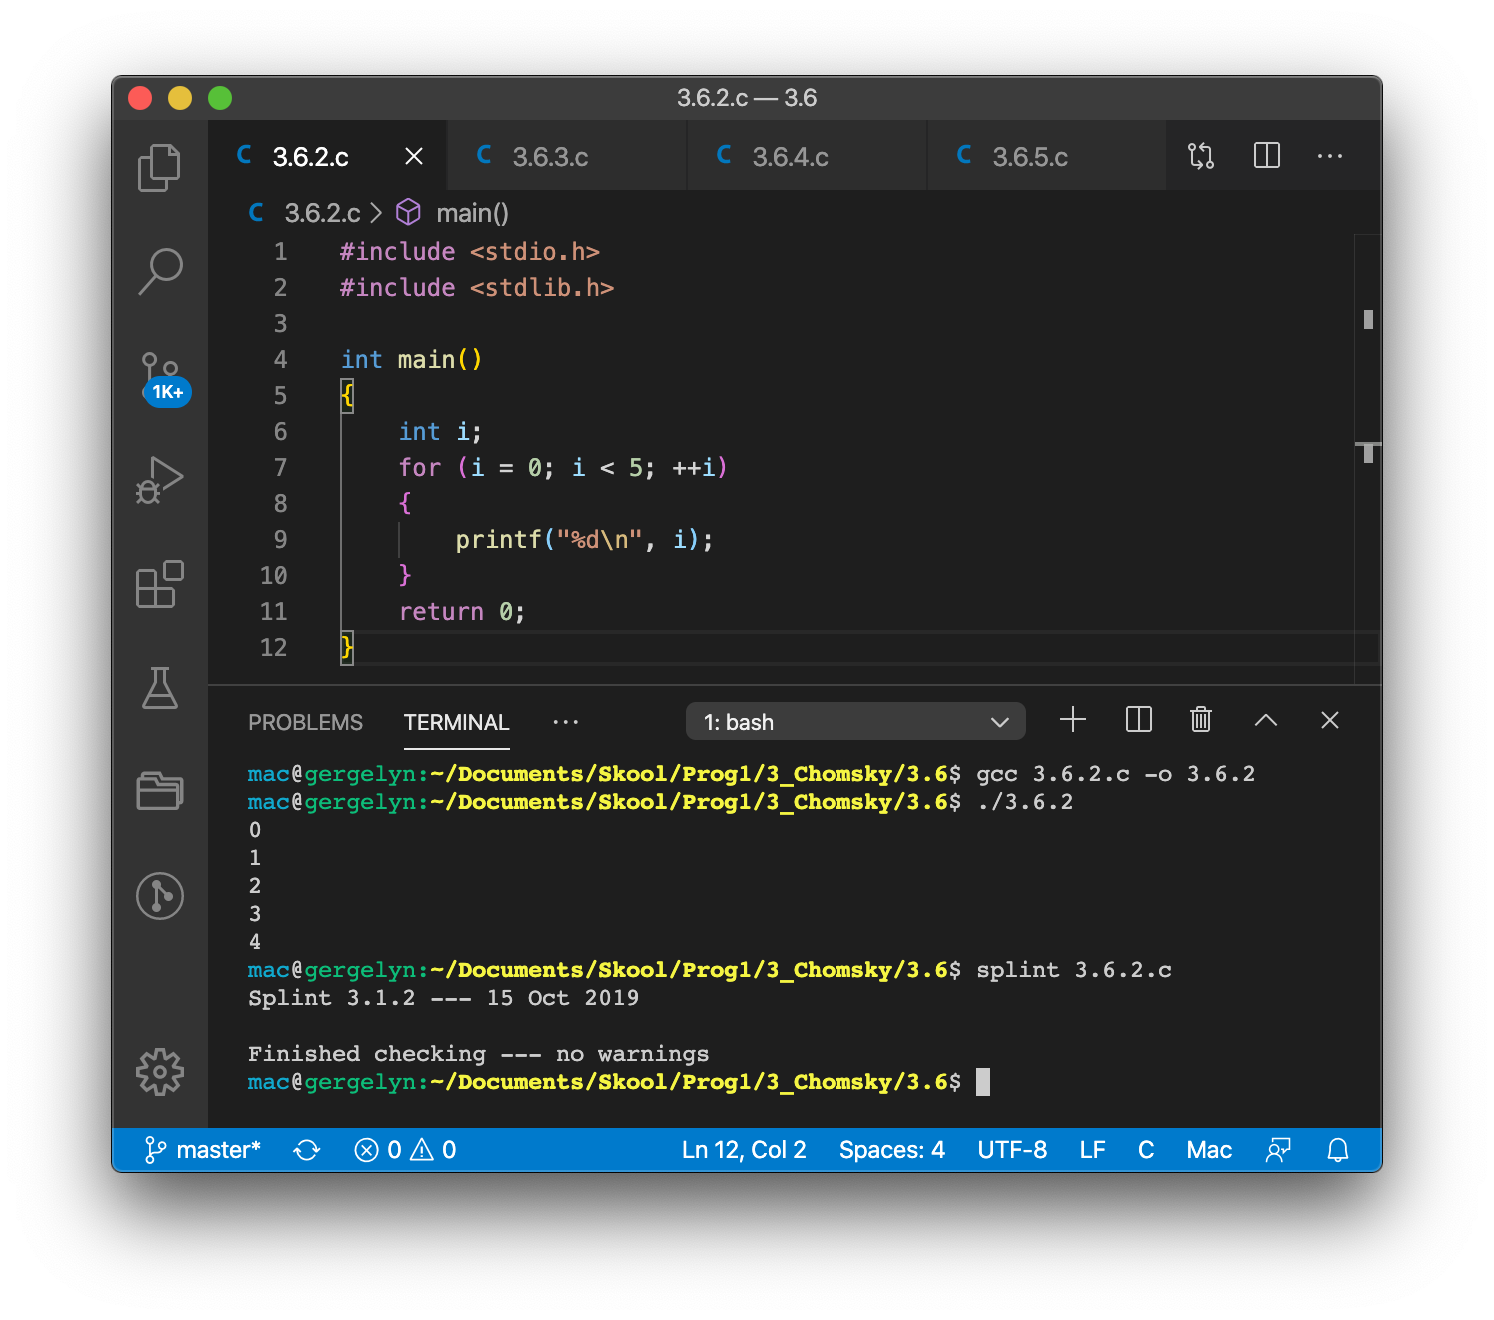 3.6.2.c — 3.6
C 3.6.2.c C 3.6.3.c C 3.6.4.c C 3.6.5.c
C 3.6.2.c > main()
1 #include <stdio.h>
2 #include <stdlib.h>
3
4 int main()
5 {
6     int i;
7     for (i = 0; i < 5; ++i)
8     {
9         printf("%d\n", i);
10     }
11     return 0;
12 }
1K+
PROBLEMS TERMINAL ··· 1: bash
mac@gergelyn:~/Documents/Skool/Prog1/3_Chomsky/3.6$ gcc 3.6.2.c -o 3.6.2
mac@gergelyn:~/Documents/Skool/Prog1/3_Chomsky/3.6$ ./3.6.2
0
1
2
3
4
mac@gergelyn:~/Documents/Skool/Prog1/3_Chomsky/3.6$ splint 3.6.2.c
Splint 3.1.2 --- 15 Oct 2019
Finished checking --- no warnings
mac@gergelyn:~/Documents/Skool/Prog1/3_Chomsky/3.6$
master* 0 0 Ln 12, Col 2 Spaces: 4 UTF-8 LF C Mac